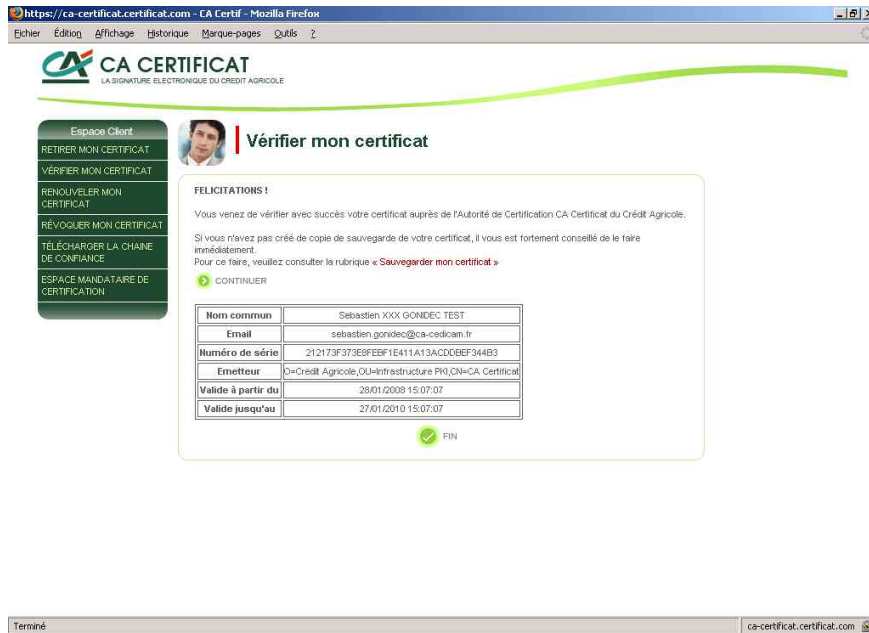 https://ca-certificat.certificat.com - CA Certif - Mozilla Firefox
Fichier Édition Affichage Historique Marque-pages Outils ?
CA CERTIFICAT
LA SIGNATURE ELECTRONIQUE DU CREDIT AGRICOLE
Espace Client
RETIRER MON CERTIFICAT
VÉRIFIER MON CERTIFICAT
RENOUVELER MON
CERTIFICAT
RÉVOQUER MON CERTIFICAT
TÉLÉCHARGER LA CHAINE
DE CONFIANCE
ESPACE MANDATAIRE DE
CERTIFICATION
Vérifier mon certificat
FELICITATIONS !
Vous venez de vérifier avec succès votre certificat auprès de l'Autorité de Certification CA Certificat du Crédit Agricole.
Si vous n'avez pas créé de copie de sauvegarde de votre certificat, il vous est fortement conseillé de le faire
immédiatement.
Pour ce faire, veuillez consulter la rubrique « Sauvegarder mon certificat »
CONTINUER
Nom commun Sebastien XXX GONIDEC TEST
Email sebastien.gonidec@ca-cedicam.fr
Numéro de série 212173F373E8FEBF1E411A13ACDDBEF344B3
Emetteur O=Credit Agricole,OU=Infrastructure PKI,CN=CA Certificat
Valide à partir du 28/01/2008 15:07:07
Valide jusqu'au 27/01/2010 15:07:07
FIN
Terminé ca-certificat.certificat.com